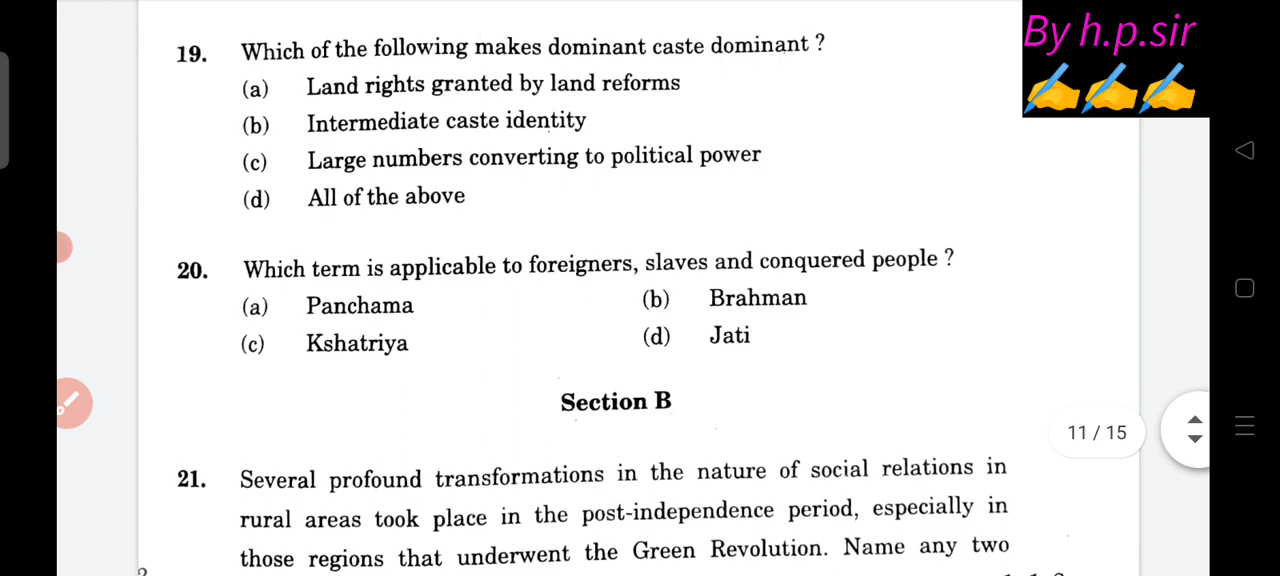 By h.p.sir
19. Which of the following makes dominant caste dominant ?
(a) Land rights granted by land reforms
(b) Intermediate caste identity
(c) Large numbers converting to political power
(d) All of the above
20. Which term is applicable to foreigners, slaves and conquered people ?
(a) Panchama (b) Brahman
(c) Kshatriya (d) Jati
Section B
11 / 15
21. Several profound transformations in the nature of social relations in
rural areas took place in the post-independence period, especially in
those regions that underwent the Green Revolution. Name any two